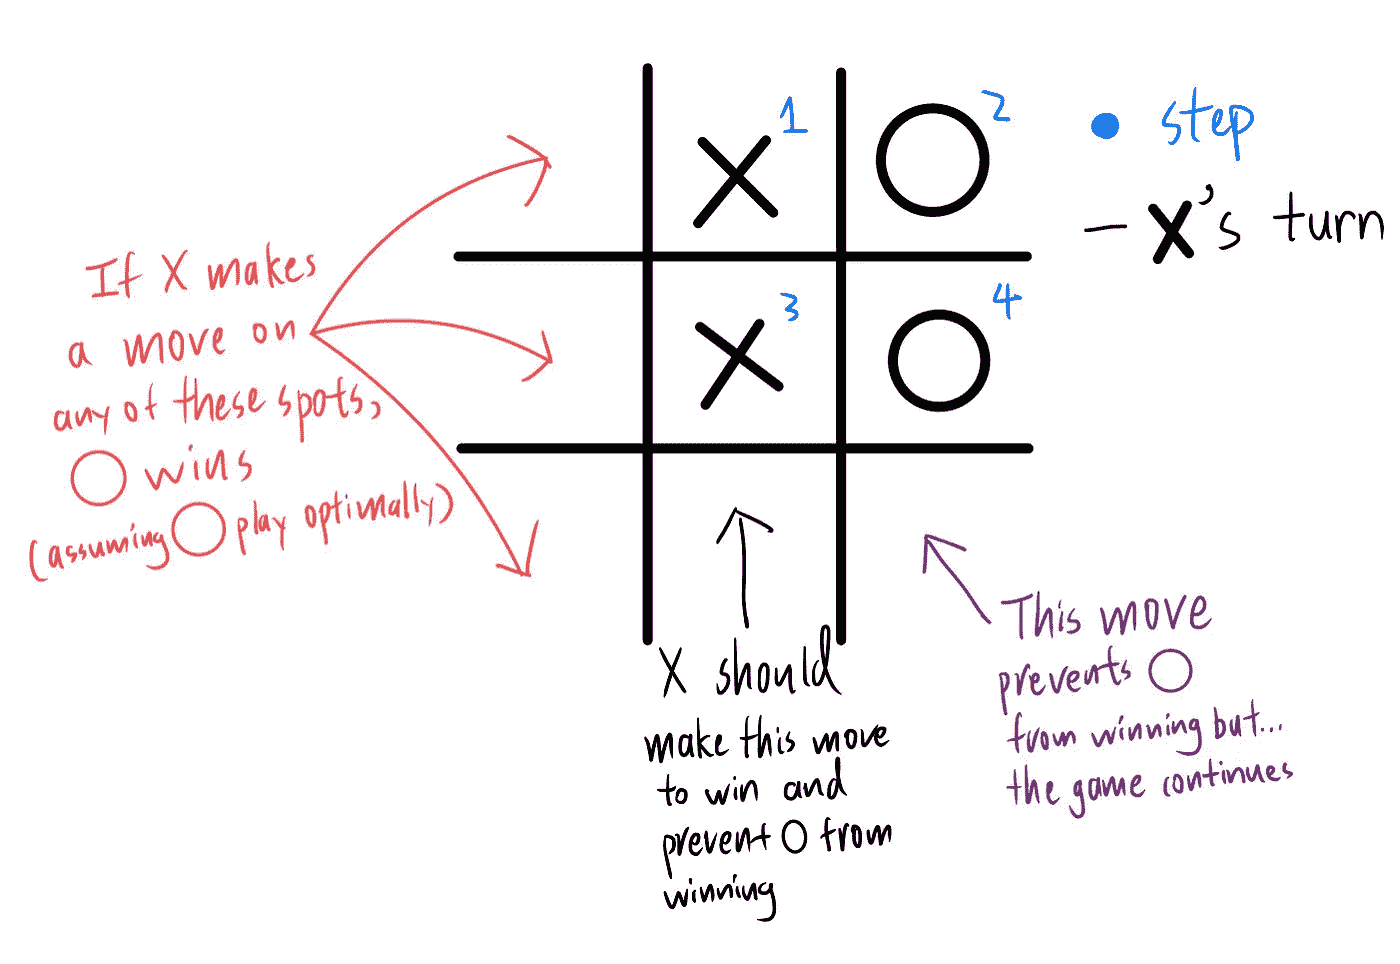 X 1
O 2
• step
– X's turn
X 3
O 4
If X makes
a move on
any of these spots,
O wins
(assuming O play optimally)
X should
make this move
to win and
prevent O from
winning
This move
prevents O
from winning but...
the game continues